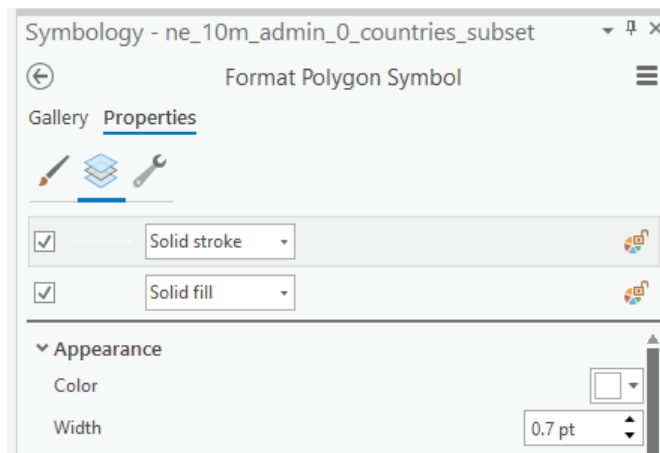 Symbology - ne_10m_admin_0_countries_subset
Format Polygon Symbol
Gallery Properties
Solid stroke
Solid fill
Appearance
Color
Width 0.7 pt